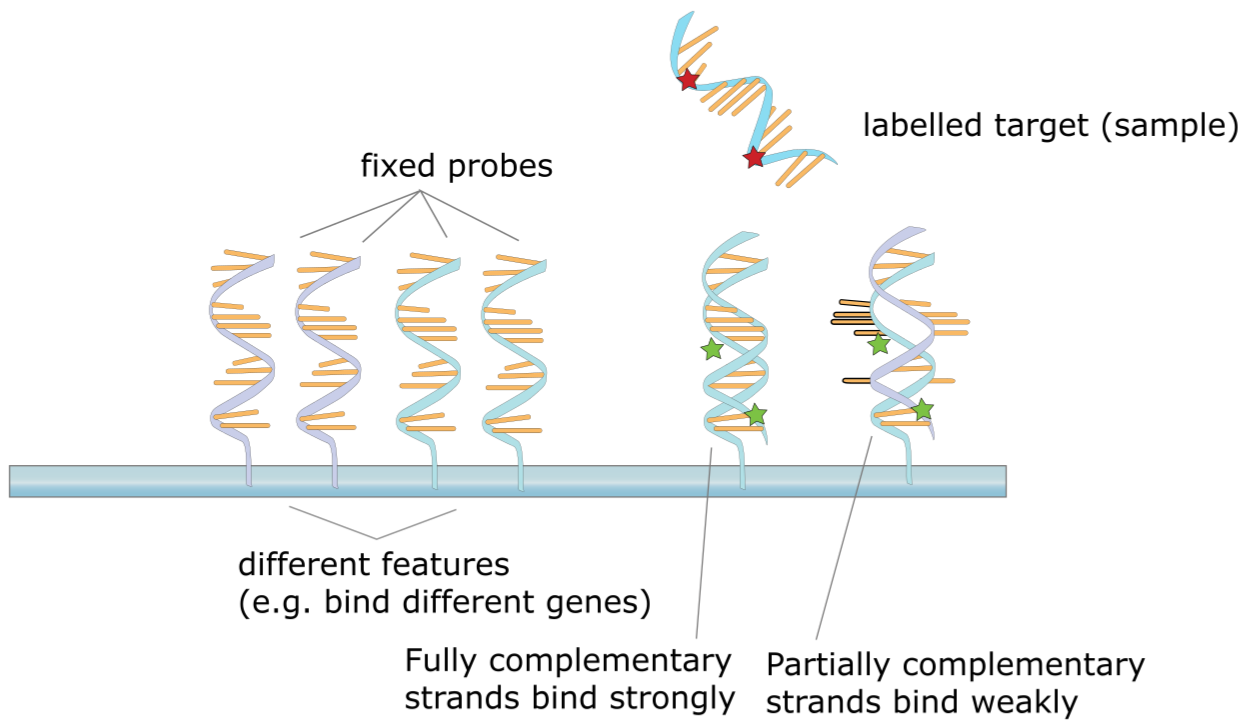 labelled target (sample)
fixed probes
different features
(e.g. bind different genes)
Fully complementary
strands bind strongly
Partially complementary
strands bind weakly